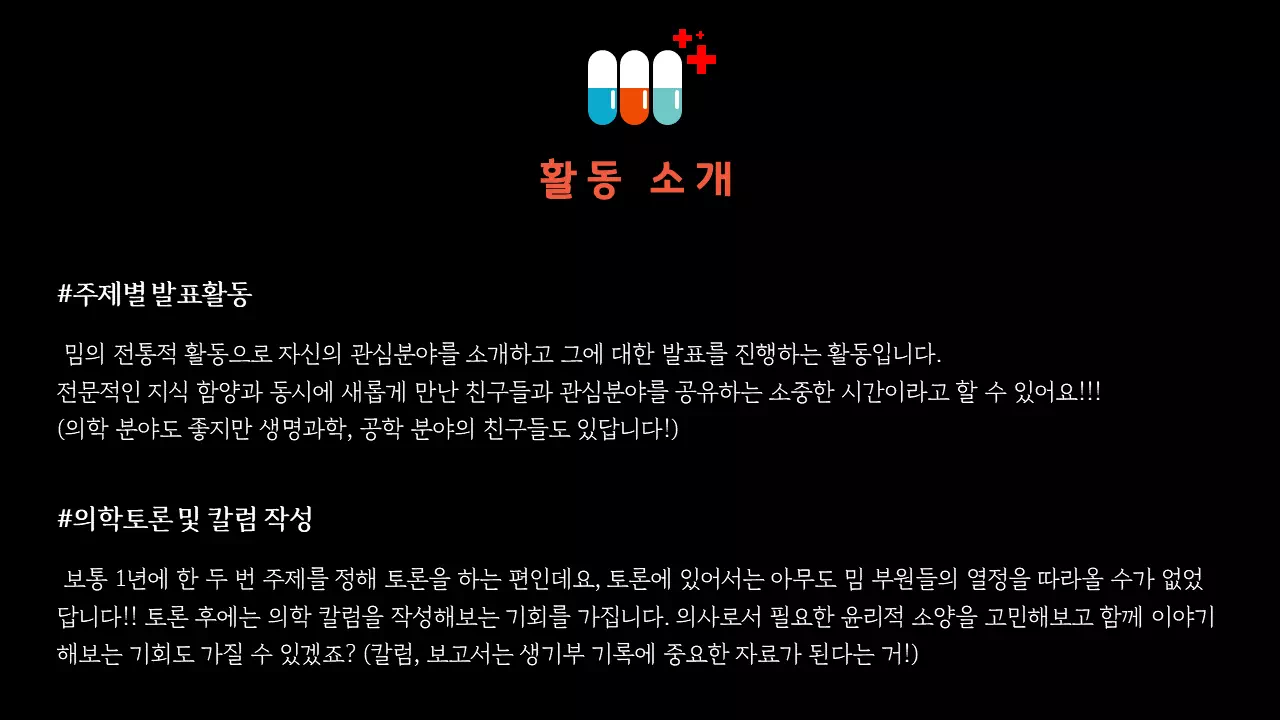 활동 소개
#주제별 발표활동
밈의 전통적 활동으로 자신의 관심분야를 소개하고 그에 대한 발표를 진행하는 활동입니다.
전문적인 지식 함양과 동시에 새롭게 만난 친구들과 관심분야를 공유하는 소중한 시간이라고 할 수 있어요!!!
(의학 분야도 좋지만 생명과학, 공학 분야의 친구들도 있답니다!)
#의학토론 및 칼럼 작성
보통 1년에 한 두 번 주제를 정해 토론을 하는 편인데요, 토론에 있어서는 아무도 밈 부원들의 열정을 따라올 수가 없었
답니다!! 토론 후에는 의학 칼럼을 작성해보는 기회를 가집니다. 의사로서 필요한 윤리적 소양을 고민해보고 함께 이야기
해보는 기회도 가질 수 있겠죠? (칼럼, 보고서는 생기부 기록에 중요한 자료가 된다는 거!)